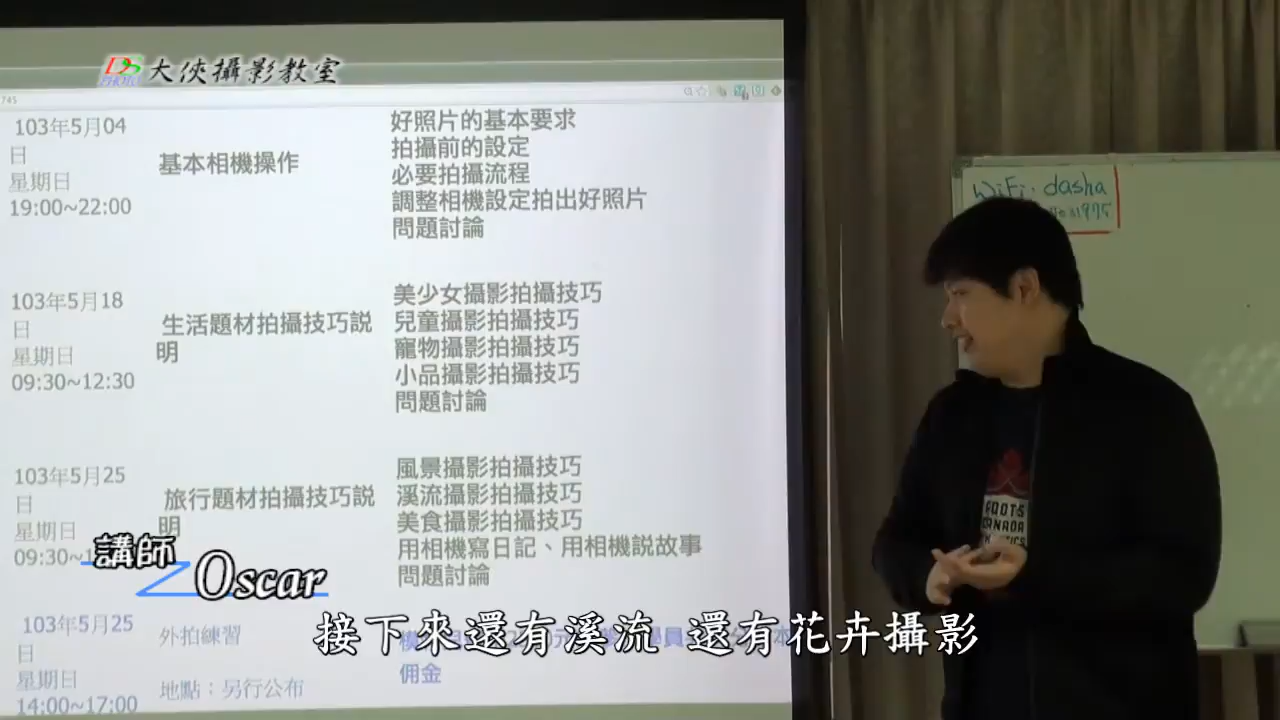 DS PHOTO 大俠攝影教室
745
103年5月04
日
星期日
19:00~22:00
基本相機操作
好照片的基本要求
拍攝前的設定
必要拍攝流程
調整相機設定拍出好照片
問題討論
103年5月18
日
星期日
09:30~12:30
生活題材拍攝技巧説
明
美少女攝影拍攝技巧
兒童攝影拍攝技巧
寵物攝影拍攝技巧
小品攝影拍攝技巧
問題討論
103年5月25
日
星期日
09:30~
旅行題材拍攝技巧説
明
風景攝影拍攝技巧
溪流攝影拍攝技巧
美食攝影拍攝技巧
用相機寫日記、用相機説故事
問題討論
103年5月25
日
星期日
14:00~17:00
外拍練習
地點：另行公布
佣金
WiFi: dasha
ROOTS
CANADA
講師
Oscar
接下來還有溪流 還有花卉攝影